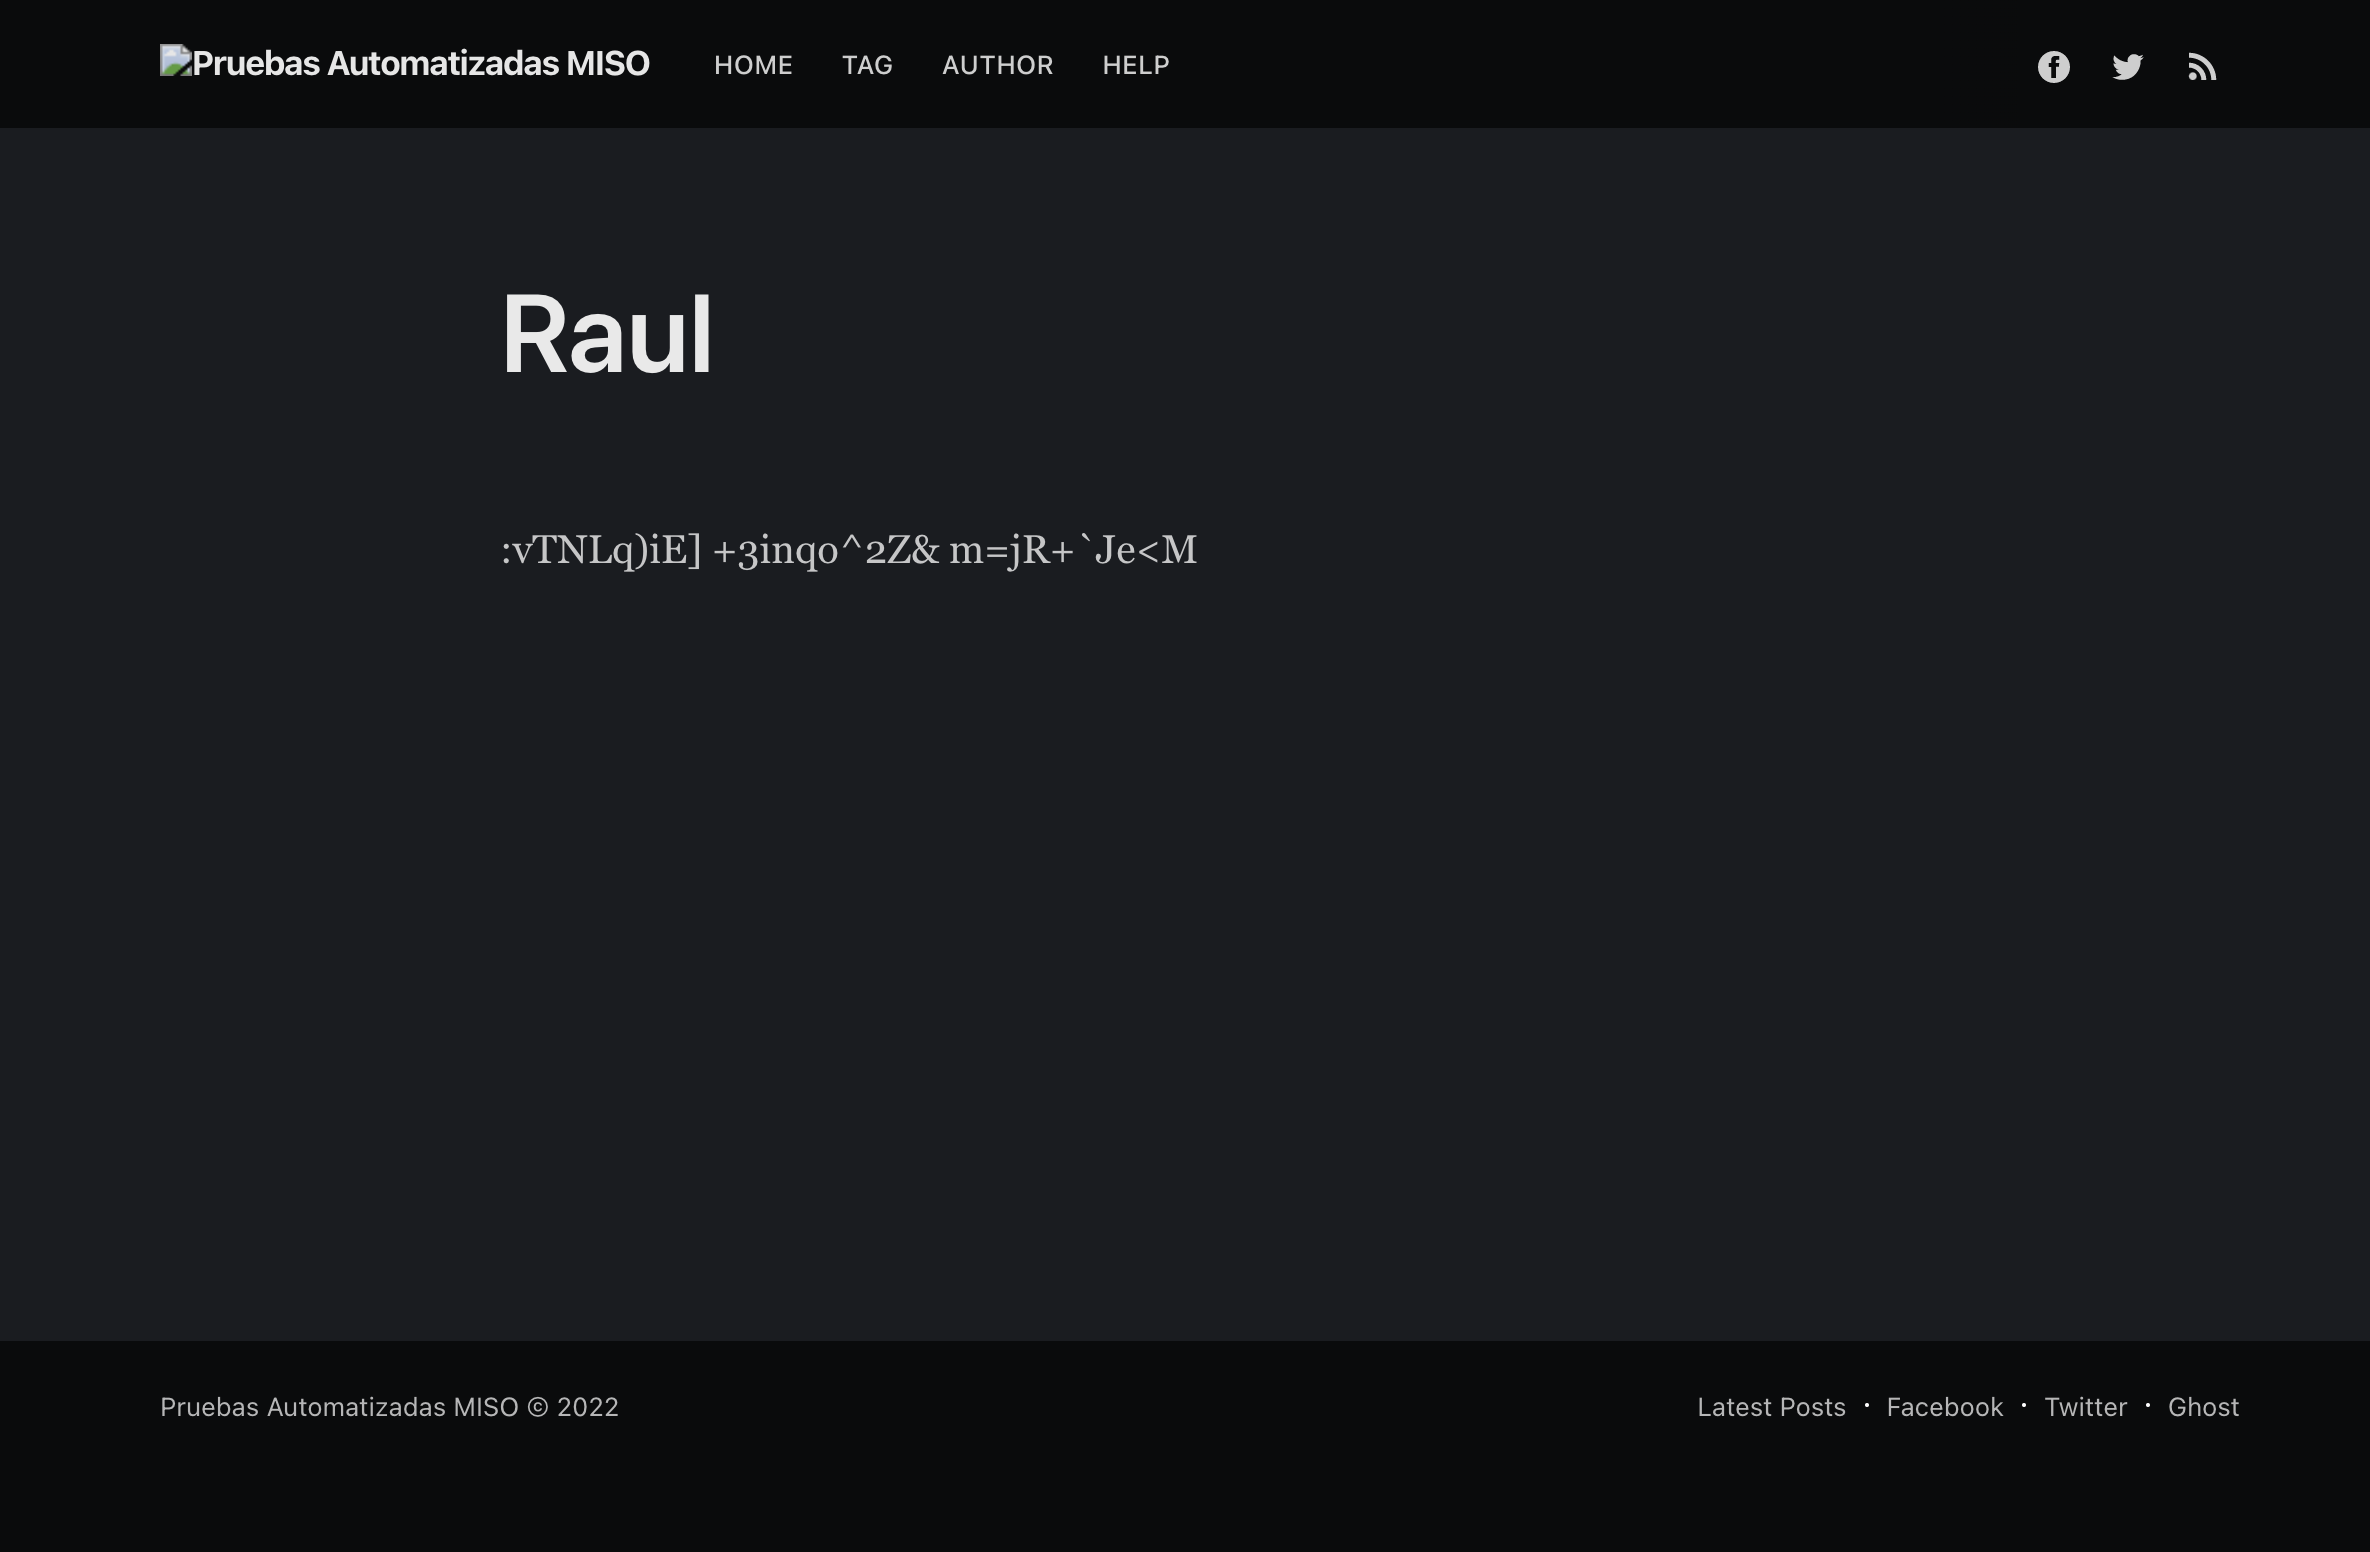 Pruebas Automatizadas MISO HOME TAG AUTHOR HELP
Raul
:vTNLq)iE] +3inqo^2Z& m=jR+`Je<M
Pruebas Automatizadas MISO © 2022 Latest Posts · Facebook · Twitter · Ghost